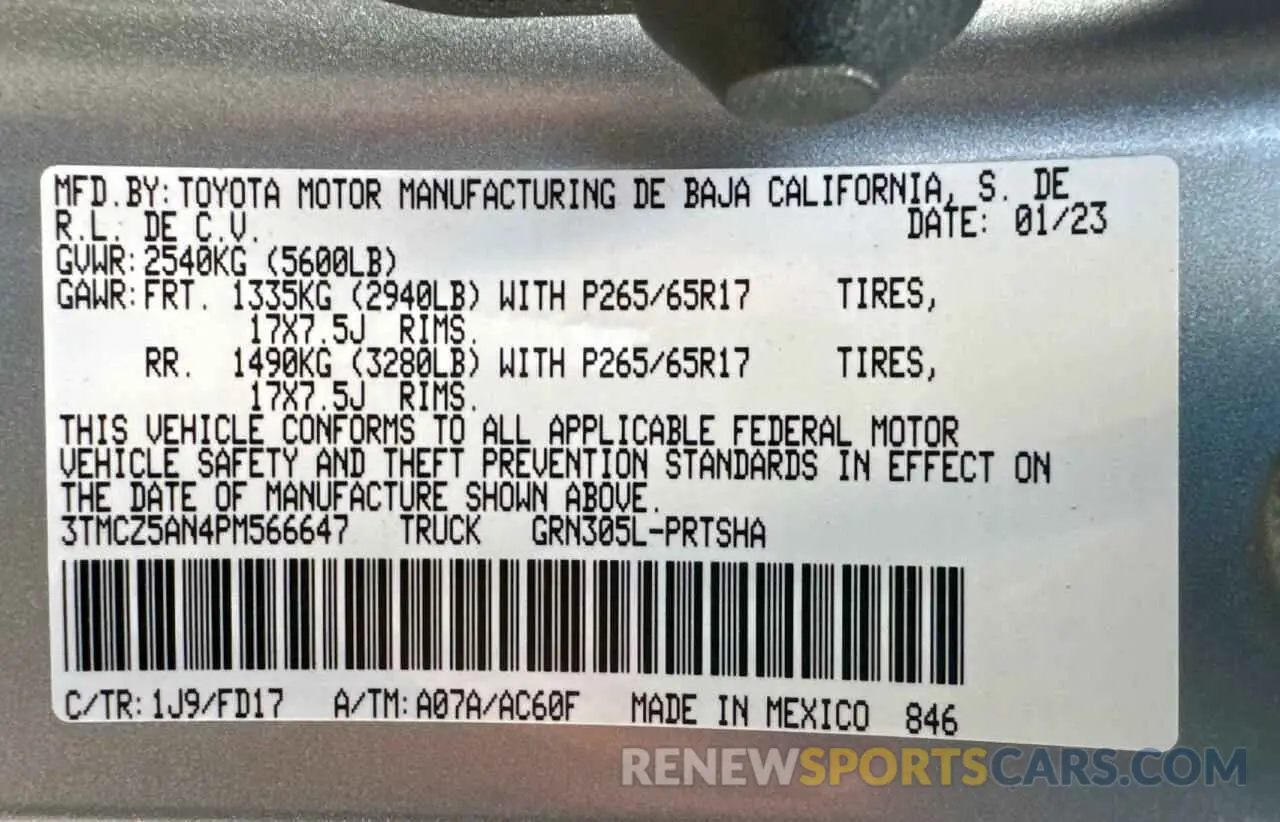 MFD.BY:TOYOTA MOTOR MANUFACTURING DE BAJA CALIFORNIA, S. DE
R.L. DE C.V. DATE: 01/23
GVWR:2540KG (5600LB)
GAWR:FRT. 1335KG (2940LB) WITH P265/65R17 TIRES,
17X7.5J RIMS.
RR. 1490KG (3280LB) WITH P265/65R17 TIRES,
17X7.5J RIMS.
THIS VEHICLE CONFORMS TO ALL APPLICABLE FEDERAL MOTOR
VEHICLE SAFETY AND THEFT PREVENTION STANDARDS IN EFFECT ON
THE DATE OF MANUFACTURE SHOWN ABOVE.
3TMCZ5AN4PM566647 TRUCK GRN305L-PRTSHA
C/TR:1J9/FD17 A/TM:A07A/AC60F MADE IN MEXICO 846
RENEWSPORTSCARS.COM